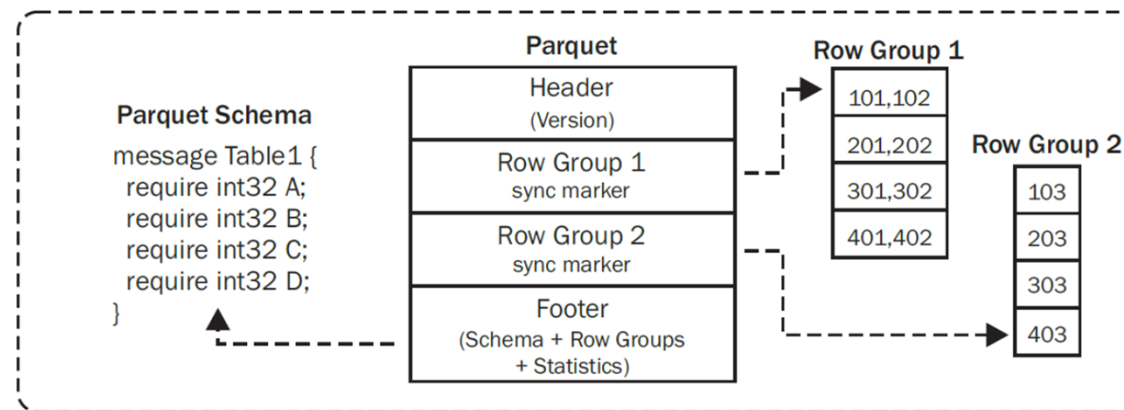 Parquet Schema
message Table1 {
require int32 A;
require int32 B;
require int32 C;
require int32 D;
}
Parquet
Header
(Version)
Row Group 1
sync marker
Row Group 2
sync marker
Footer
(Schema + Row Groups
+ Statistics)
Row Group 1
101,102
201,202
301,302
401,402
Row Group 2
103
203
303
403